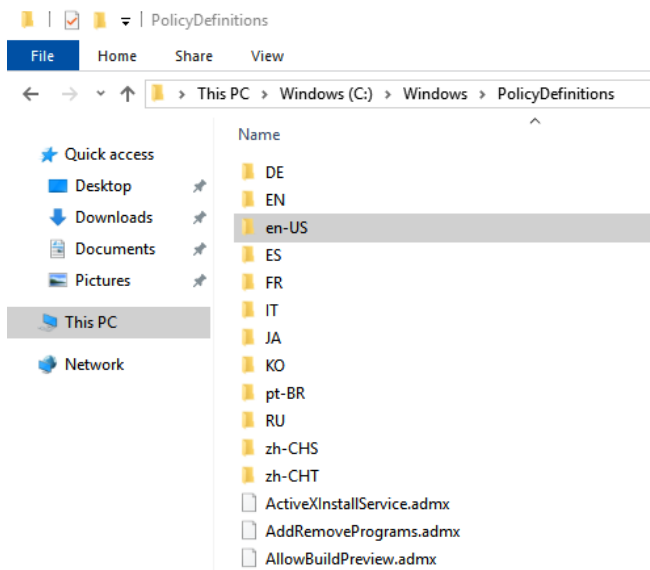 PolicyDefinitions
File Home Share View
This PC > Windows (C:) > Windows > PolicyDefinitions
Name
Quick access
Desktop
Downloads
Documents
Pictures
This PC
Network
DE
EN
en-US
ES
FR
IT
JA
KO
pt-BR
RU
zh-CHS
zh-CHT
ActiveXInstallService.admx
AddRemovePrograms.admx
AllowBuildPreview.admx